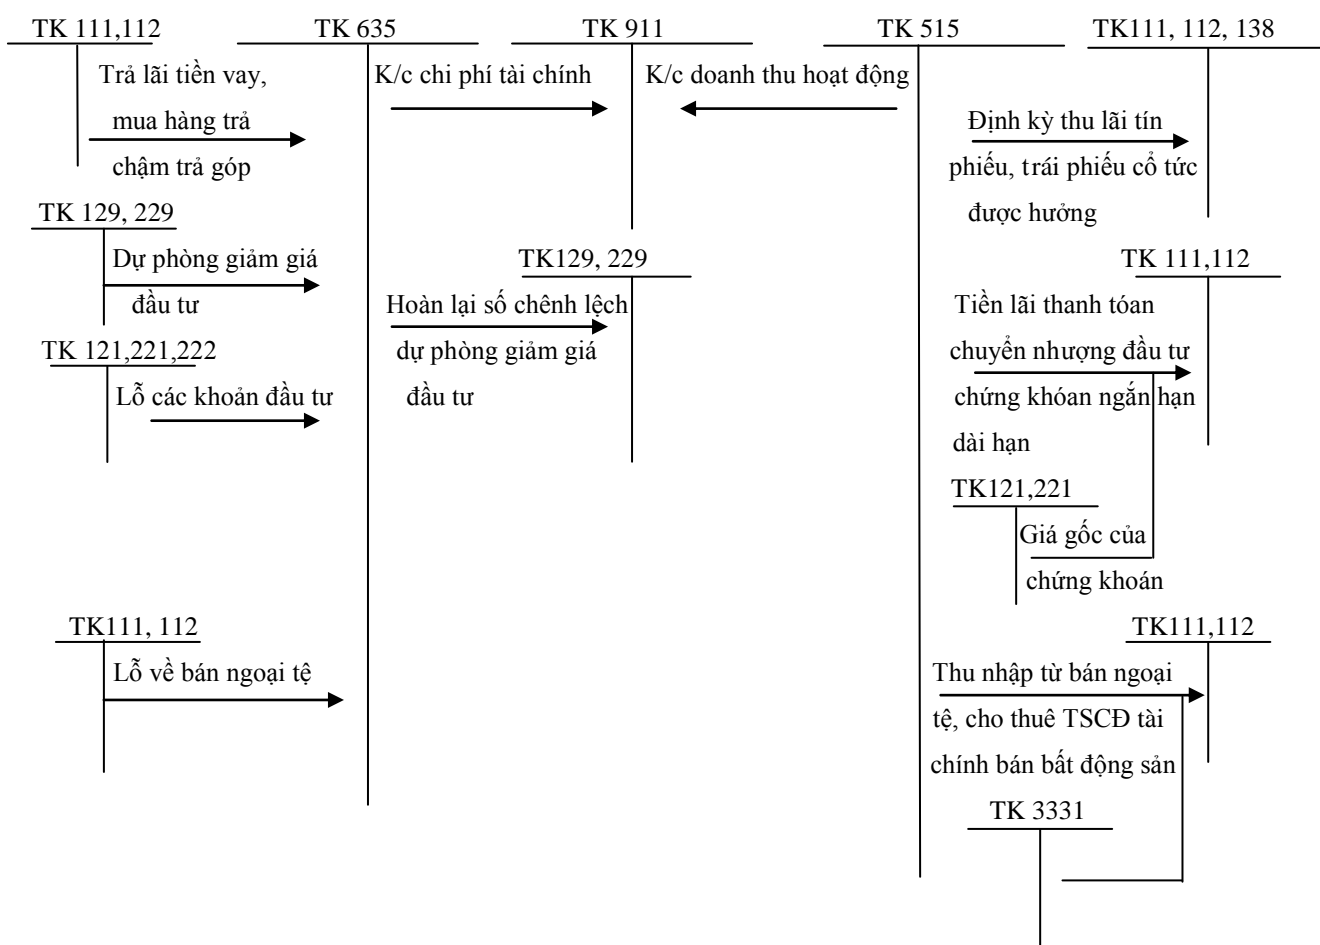 TK 111,112
TK 635
TK 911
TK 515
TK111, 112, 138
Trả lãi tiền vay,
mua hàng trả
chậm trả góp
K/c chi phí tài chính
K/c doanh thu hoạt động
Định kỳ thu lãi tín
phiếu, trái phiếu cổ tức
được hưởng
TK 129, 229
Dự phòng giảm giá
đầu tư
TK129, 229
Hoàn lại số chênh lệch
dự phòng giảm giá
đầu tư
TK 111,112
Tiền lãi thanh tóan
chuyển nhượng đầu tư
chứng khóan ngắn hạn
dài hạn
TK 121,221,222
Lỗ các khoản đầu tư
TK121,221
Giá gốc của
chứng khoán
TK111, 112
Lỗ về bán ngoại tệ
TK111,112
Thu nhập từ bán ngoại
tệ, cho thuê TSCĐ tài
chính bán bất động sản
TK 3331